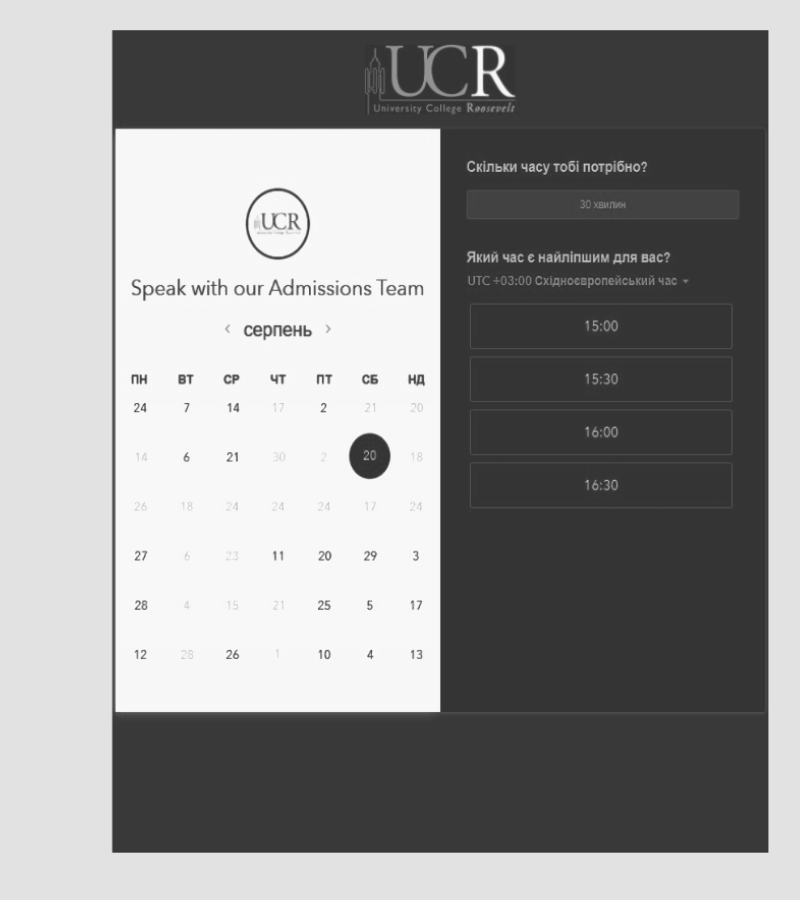 UCR
University College Roosevelt
UCR
Speak with our Admissions Team
‹ серпень ›
ПН ВТ СР ЧТ ПТ СБ НД
24 7 14 17 2 21 20
14 6 21 30 2 20 18
26 18 24 24 24 17 24
27 6 23 11 20 29 3
28 4 15 21 25 5 17
12 28 26 1 10 4 13
Скільки часу тобі потрібно?
30 хвилин
Який час є найліпшим для вас?
UTC +03:00 Східноєвропейський час
15:00
15:30
16:00
16:30